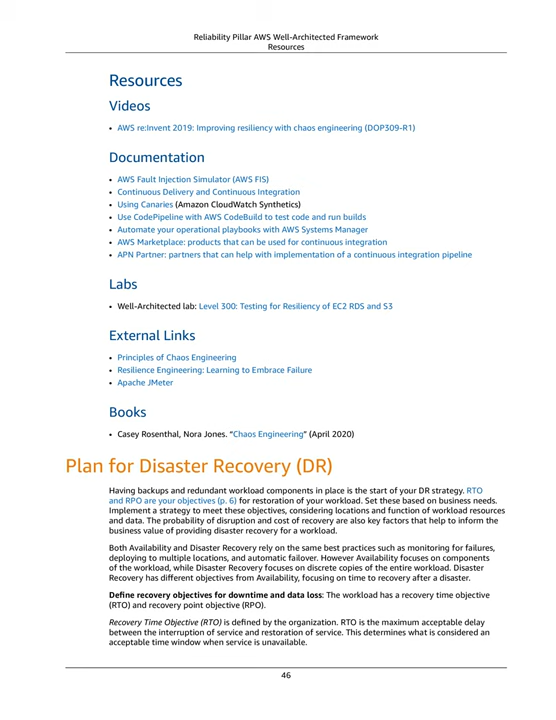 Reliability Pillar AWS Well-Architected Framework
Resources
Resources
Videos
• AWS re:Invent 2019: Improving resiliency with chaos engineering (DOP309-R1)
Documentation
• AWS Fault Injection Simulator (AWS FIS)
• Continuous Delivery and Continuous Integration
• Using Canaries (Amazon CloudWatch Synthetics)
• Use CodePipeline with AWS CodeBuild to test code and run builds
• Automate your operational playbooks with AWS Systems Manager
• AWS Marketplace: products that can be used for continuous integration
• APN Partner: partners that can help with implementation of a continuous integration pipeline
Labs
• Well-Architected lab: Level 300: Testing for Resiliency of EC2 RDS and S3
External Links
• Principles of Chaos Engineering
• Resilience Engineering: Learning to Embrace Failure
• Apache JMeter
Books
• Casey Rosenthal, Nora Jones. “Chaos Engineering” (April 2020)
Plan for Disaster Recovery (DR)
Having backups and redundant workload components in place is the start of your DR strategy. RTO
and RPO are your objectives (p. 6) for restoration of your workload. Set these based on business needs.
Implement a strategy to meet these objectives, considering locations and function of workload resources
and data. The probability of disruption and cost of recovery are also key factors that help to inform the
business value of providing disaster recovery for a workload.
Both Availability and Disaster Recovery rely on the same best practices such as monitoring for failures,
deploying to multiple locations, and automatic failover. However Availability focuses on components
of the workload, while Disaster Recovery focuses on discrete copies of the entire workload. Disaster
Recovery has different objectives from Availability, focusing on time to recovery after a disaster.
Define recovery objectives for downtime and data loss: The workload has a recovery time objective
(RTO) and recovery point objective (RPO).
Recovery Time Objective (RTO) is defined by the organization. RTO is the maximum acceptable delay
between the interruption of service and restoration of service. This determines what is considered an
acceptable time window when service is unavailable.
46